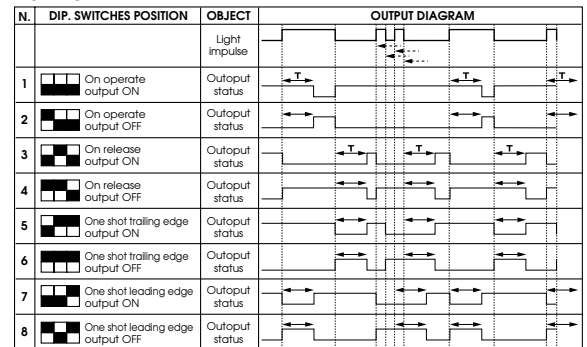 N. DIP. SWITCHES POSITION OBJECT OUTPUT DIAGRAM
Light
impulse
1 On operate
output ON Outoput
status T T T
2 On operate
output OFF Outoput
status
3 On release
output ON Outoput
status T T T
4 On release
output OFF Outoput
status
5 One shot trailing edge
output ON Outoput
status
6 One shot trailing edge
output OFF Outoput
status
7 One shot leading edge
output ON Outoput
status
8 One shot leading edge
output OFF Outoput
status